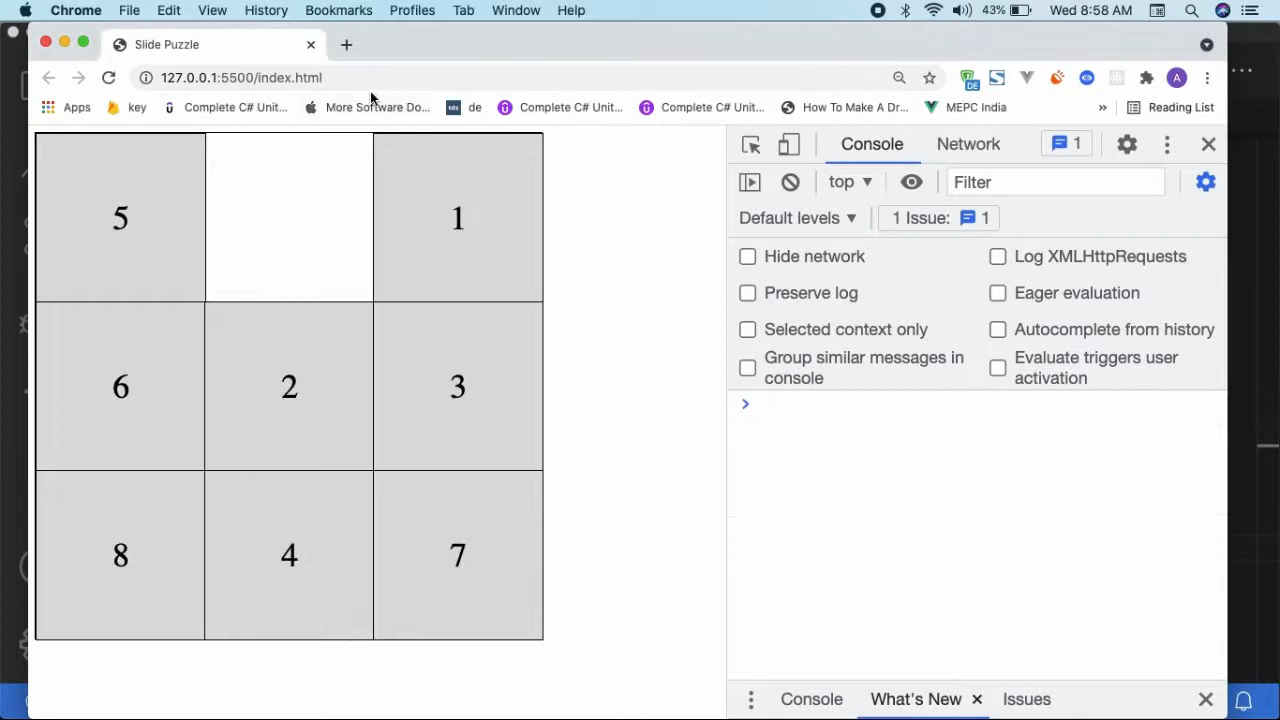 Chrome File Edit View History Bookmarks Profiles Tab Window Help 43% Wed 8:58 AM
Slide Puzzle
127.0.0.1:5500/index.html DE A
Apps key Complete C# Unit... More Software Do... tds de Complete C# Unit... Complete C# Unit... How To Make A Dr... MEPC India » Reading List
5 1
6 2 3
8 4 7
Console Network 1
top Filter
Default levels 1 Issue: 1
Hide network Log XMLHttpRequests
Preserve log Eager evaluation
Selected context only Autocomplete from history
Group similar messages in console
Evaluate triggers user activation
Console What's New Issues